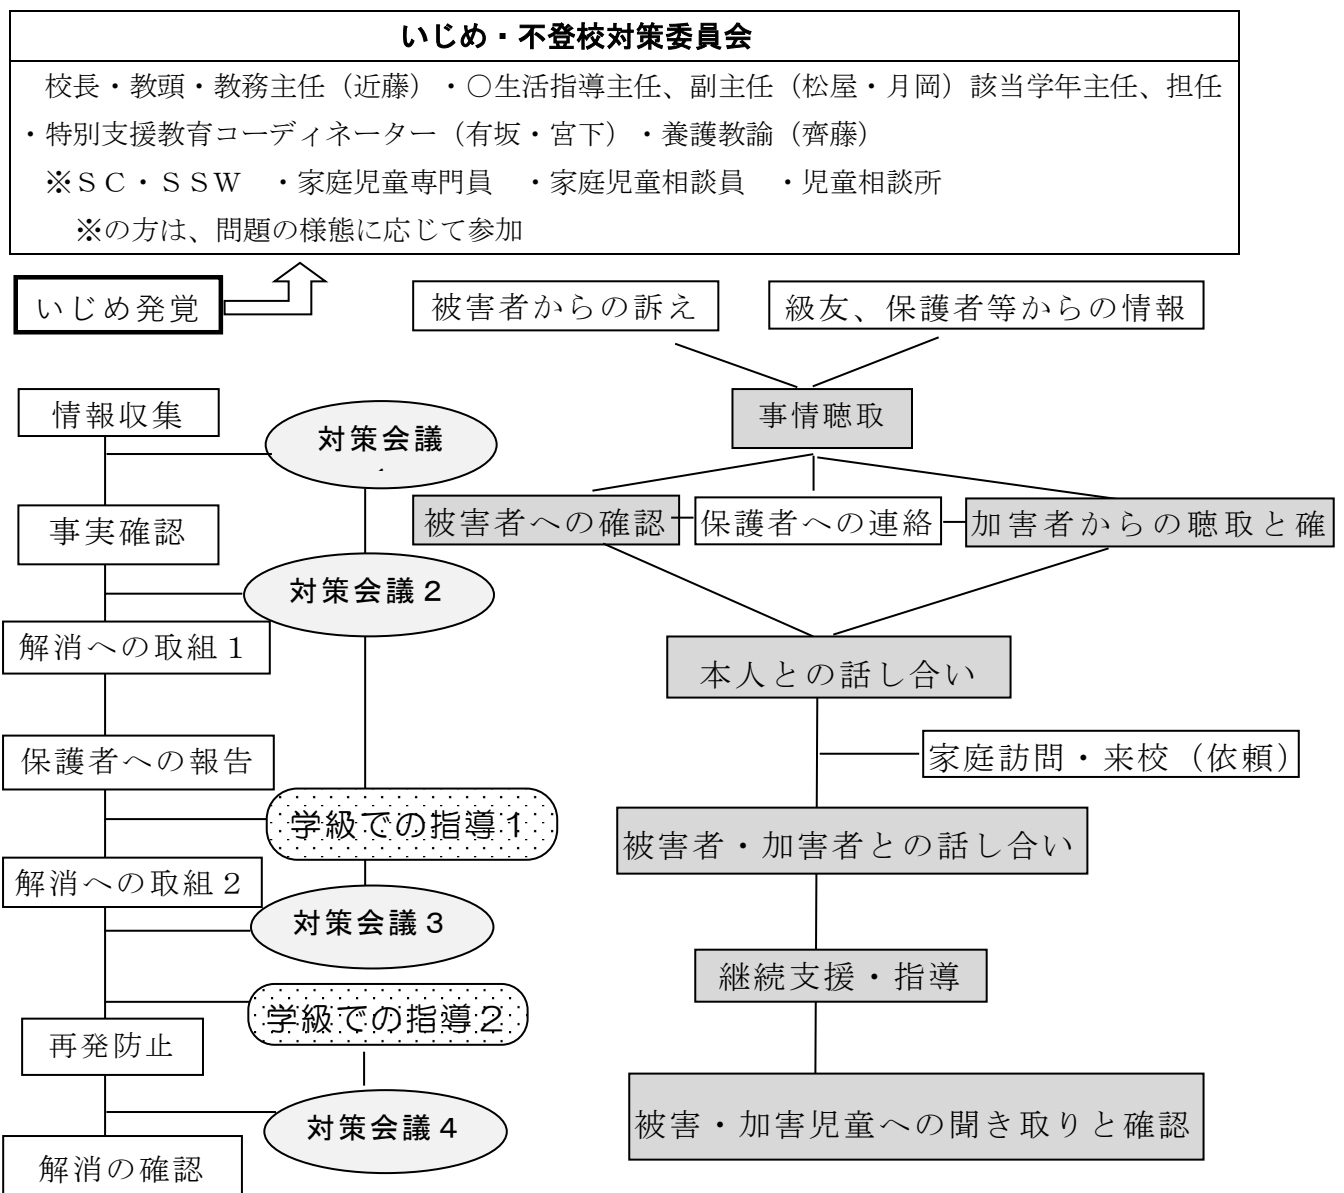 いじめ・不登校対策委員会
校長・教頭・教務主任（近藤）・○生活指導主任、副主任（松屋・月岡）該当学年主任、担任
・特別支援教育コーディネーター（有坂・宮下）・養護教諭（齊藤）
※ＳＣ・ＳＳＷ　・家庭児童専門員　・家庭児童相談員　・児童相談所
※の方は、問題の様態に応じて参加
いじめ発覚
被害者からの訴え
級友、保護者等からの情報
情報収集
対策会議
事情聴取
事実確認
被害者への確認
保護者への連絡
加害者からの聴取と確
対策会議２
解消への取組１
本人との話し合い
保護者への報告
家庭訪問・来校（依頼）
学級での指導１
被害者・加害者との話し合い
解消への取組２
対策会議３
継続支援・指導
学級での指導２
再発防止
対策会議４
被害・加害児童への聞き取りと確認
解消の確認